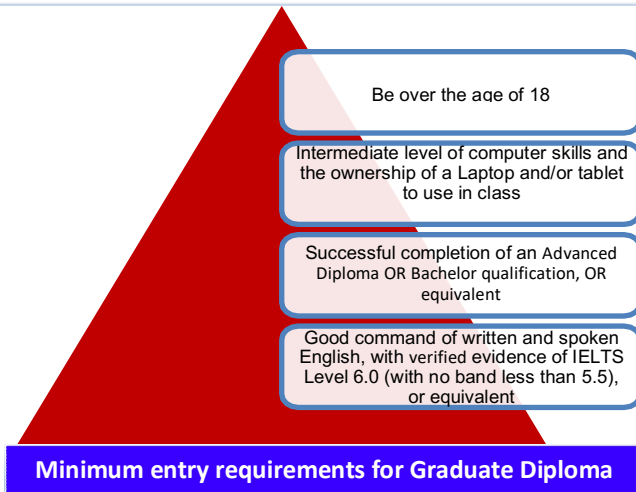 Be over the age of 18
Intermediate level of computer skills and
the ownership of a Laptop and/or tablet
to use in class
Successful completion of an Advanced
Diploma OR Bachelor qualification, OR
equivalent
Good command of written and spoken
English, with verified evidence of IELTS
Level 6.0 (with no band less than 5.5),
or equivalent
Minimum entry requirements for Graduate Diploma